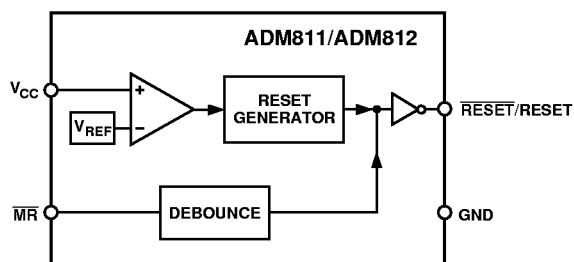 ADM811/ADM812
VCC
+
VREF
–
RESET
GENERATOR
RESET/RESET
MR
DEBOUNCE
GND